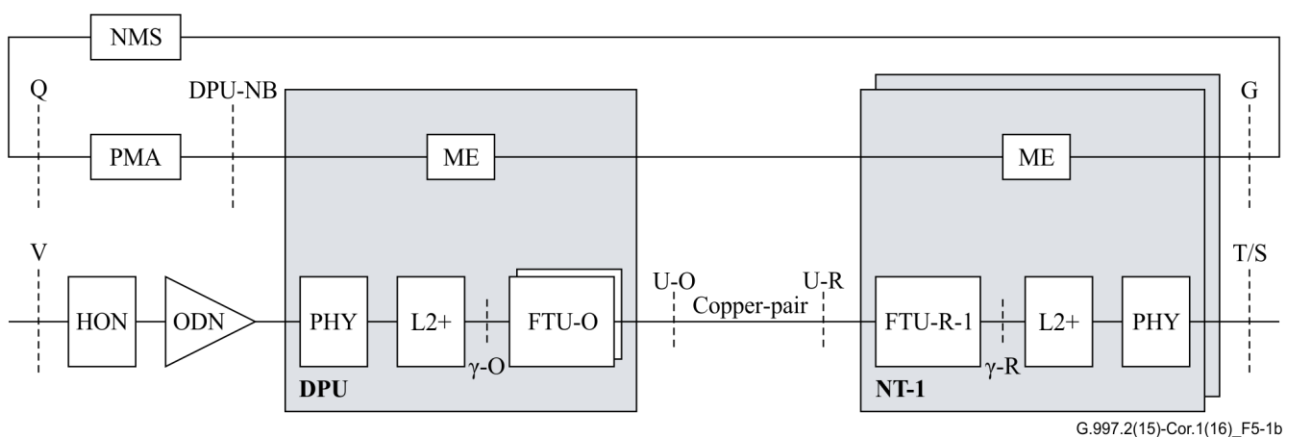 NMS
Q
DPU-NB
G
PMA
ME
ME
V
T/S
U-O
U-R
Copper-pair
HON
ODN
PHY
L2+
FTU-O
FTU-R-1
L2+
PHY
γ-O
γ-R
DPU
NT-1
G.997.2(15)-Cor.1(16)_F5-1b